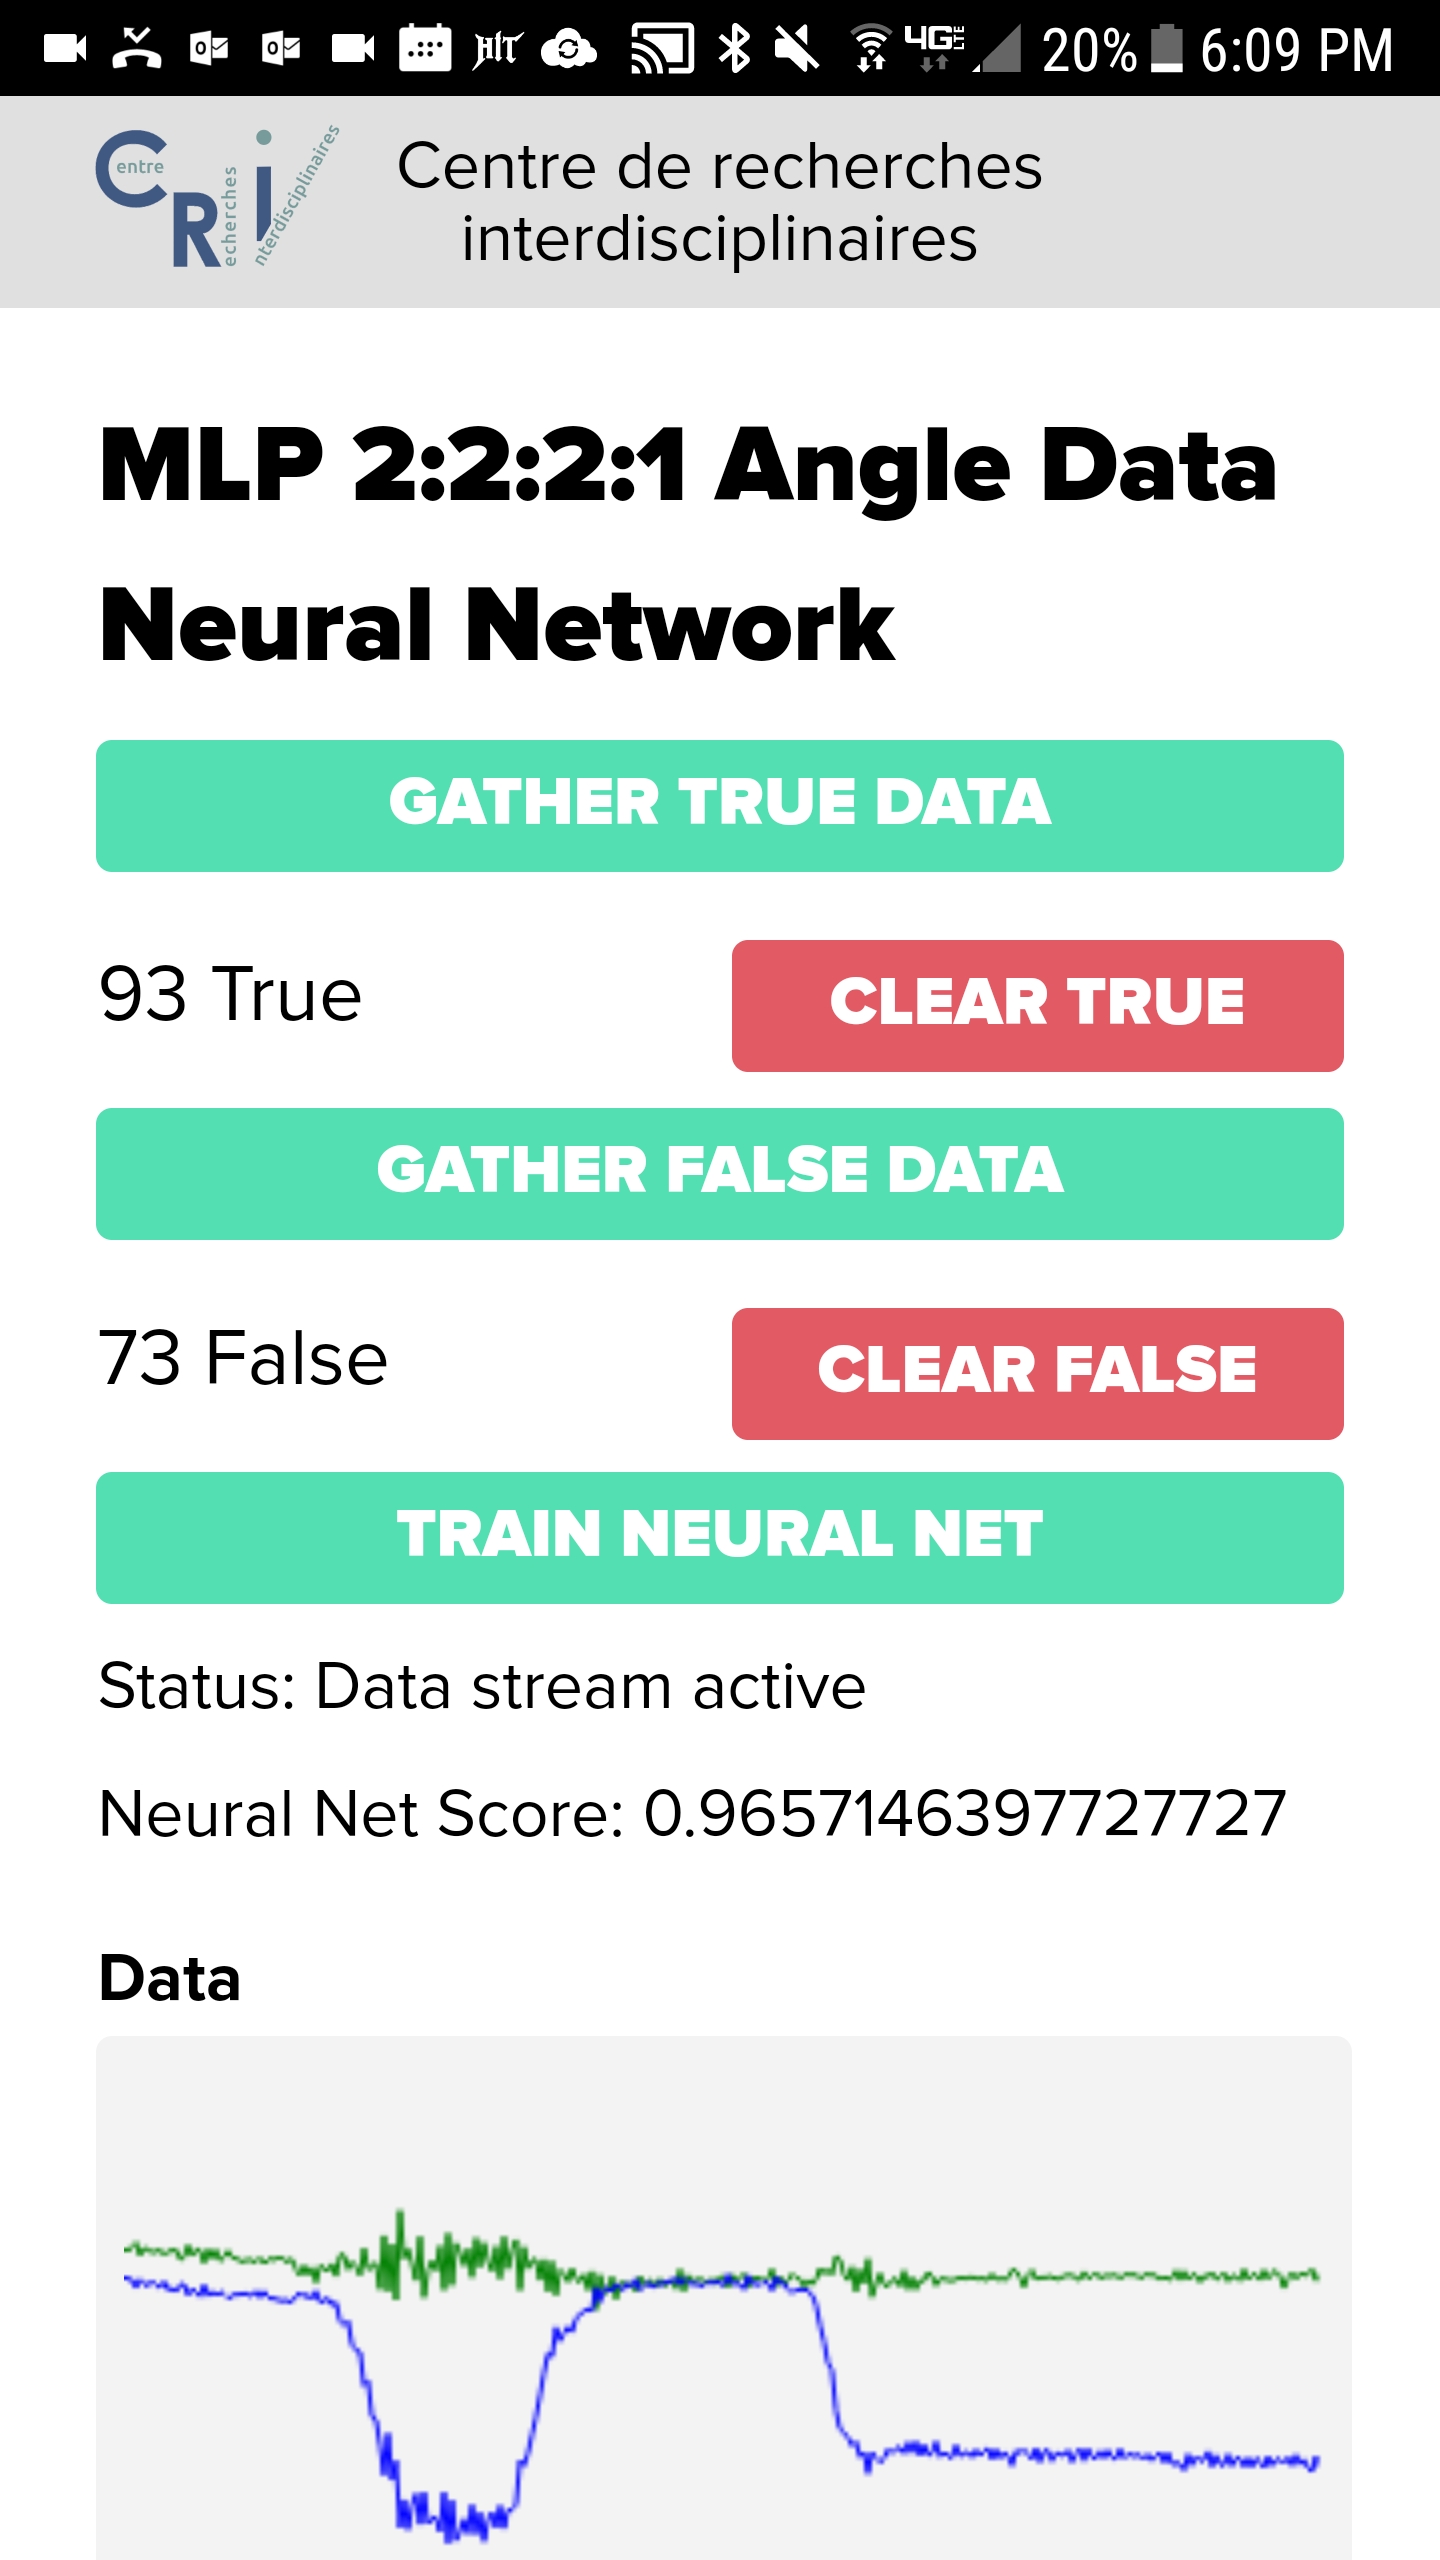 20% 6:09 PM
Centre Recherches interdisciplinaires
Centre de recherches
interdisciplinaires
MLP 2:2:2:1 Angle Data
Neural Network
GATHER TRUE DATA
93 True
CLEAR TRUE
GATHER FALSE DATA
73 False
CLEAR FALSE
TRAIN NEURAL NET
Status: Data stream active
Neural Net Score: 0.9657146397727727
Data